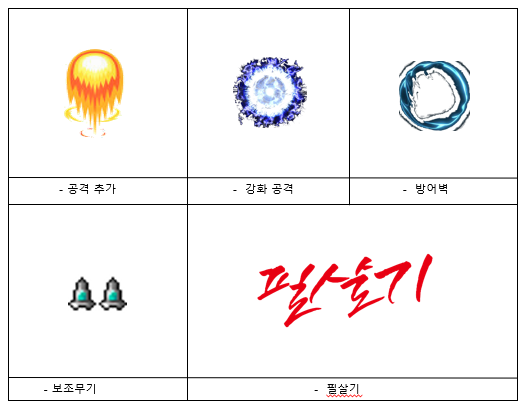 - 공격 추가
- 강화 공격
- 방어벽
필살기
- 보조무기
- 필살기